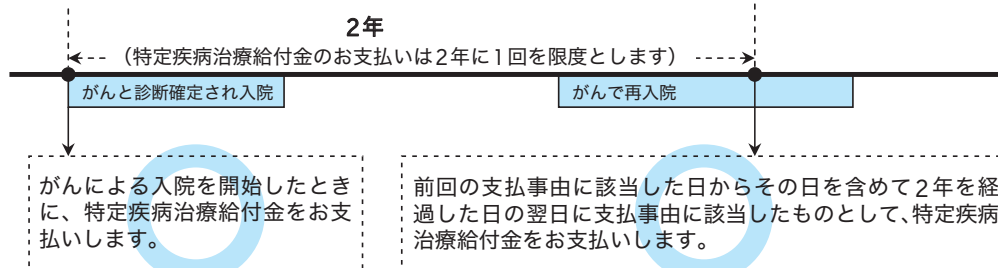 2年
（特定疾病治療給付金のお支払いは2年に1回を限度とします）
がんと診断確定され入院
がんで再入院
がんによる入院を開始したとき
に、特定疾病治療給付金をお支
払いします。
前回の支払事由に該当した日からその日を含めて2年を経
過した日の翌日に支払事由に該当したものとして、特定疾病
治療給付金をお支払いします。